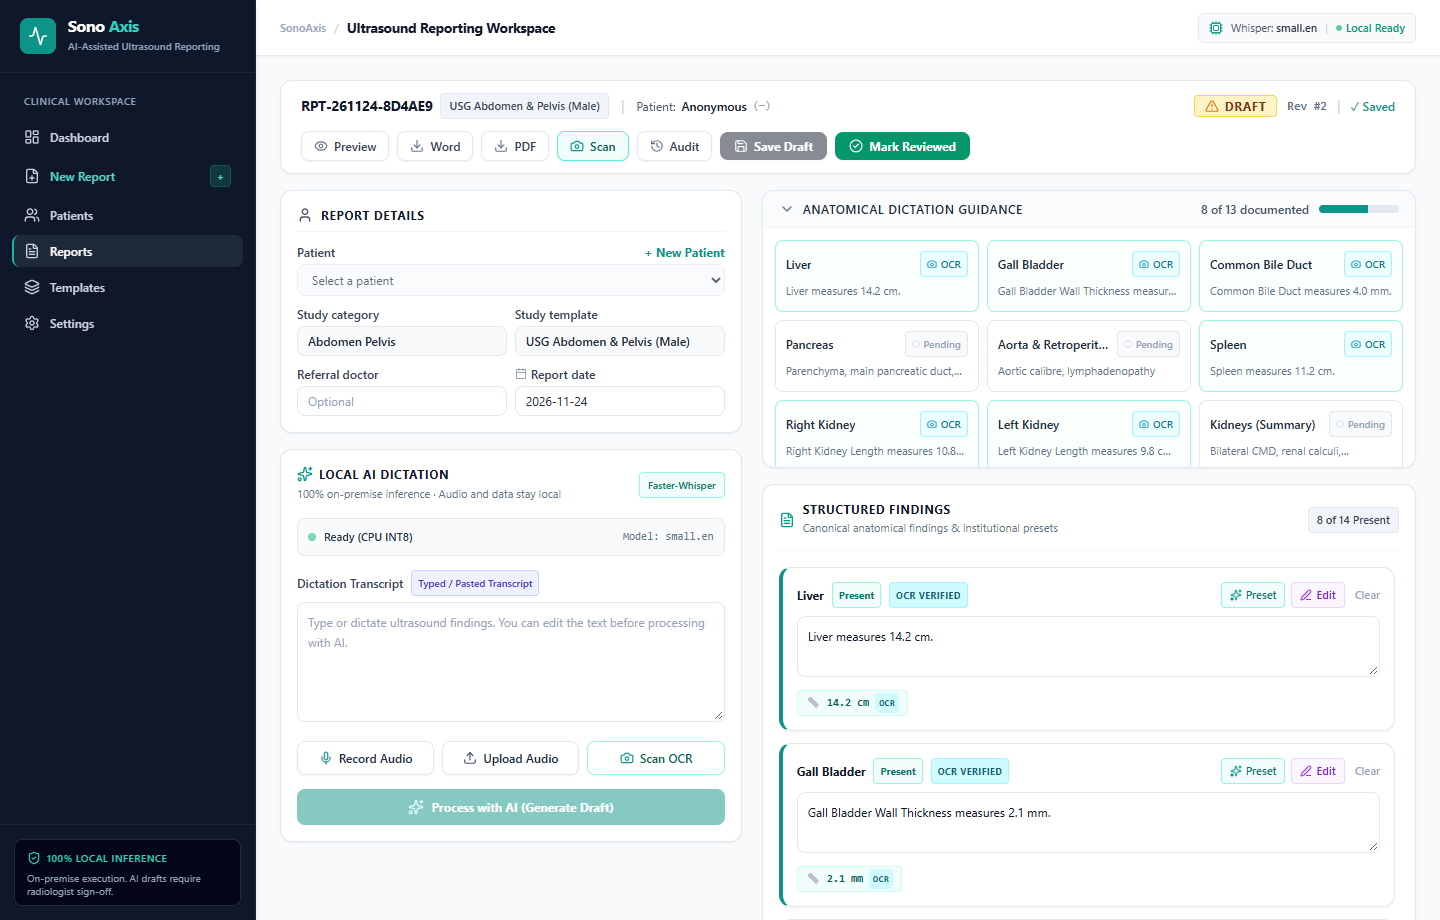 Sono Axis
AI-Assisted Ultrasound Reporting
CLINICAL WORKSPACE
Dashboard
New Report +
Patients
Reports
Templates
Settings
100% LOCAL INFERENCE
On-premise execution. AI drafts require
radiologist sign-off.
SonoAxis / Ultrasound Reporting Workspace
Whisper: small.en | Local Ready
RPT-261124-8D4AE9 USG Abdomen & Pelvis (Male) | Patient: Anonymous (—)
DRAFT Rev #2 | ✓ Saved
Preview Word PDF Scan Audit Save Draft Mark Reviewed
REPORT DETAILS
Patient + New Patient
Select a patient
Study category Study template
Abdomen Pelvis USG Abdomen & Pelvis (Male)
Referral doctor Report date
Optional 2026-11-24
LOCAL AI DICTATION
100% on-premise inference · Audio and data stay local
Faster-Whisper
Ready (CPU INT8) Model: small.en
Dictation Transcript Typed / Pasted Transcript
Type or dictate ultrasound findings. You can edit the text before processing
with AI.
Record Audio Upload Audio Scan OCR
Process with AI (Generate Draft)
ANATOMICAL DICTATION GUIDANCE 8 of 13 documented
Liver OCR
Liver measures 14.2 cm.
Gall Bladder OCR
Gall Bladder Wall Thickness measur...
Common Bile Duct OCR
Common Bile Duct measures 4.0 mm.
Pancreas Pending
Parenchyma, main pancreatic duct,...
Aorta & Retroperit... Pending
Aortic calibre, lymphadenopathy
Spleen OCR
Spleen measures 11.2 cm.
Right Kidney OCR
Right Kidney Length measures 10.8...
Left Kidney OCR
Left Kidney Length measures 9.8 c...
Kidneys (Summary) Pending
Bilateral CMD, renal calculi,...
STRUCTURED FINDINGS
Canonical anatomical findings & institutional presets
8 of 14 Present
Liver Present OCR VERIFIED Preset Edit Clear
Liver measures 14.2 cm.
14.2 cm OCR
Gall Bladder Present OCR VERIFIED Preset Edit Clear
Gall Bladder Wall Thickness measures 2.1 mm.
2.1 mm OCR